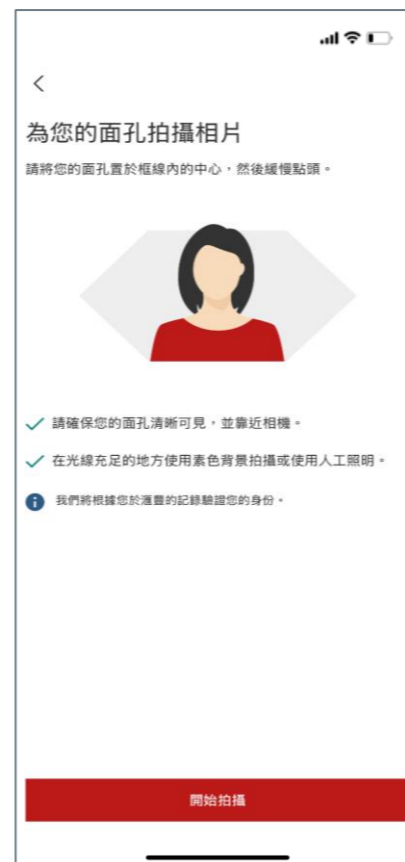 為您的面孔拍攝相片
請將您的面孔置於框線內的中心，然後緩慢點頭。
請確保您的面孔清晰可見，並靠近相機。
在光線充足的地方使用素色背景拍攝或使用人工照明。
我們將根據您於滙豐的記錄驗證您的身份。
開始拍攝